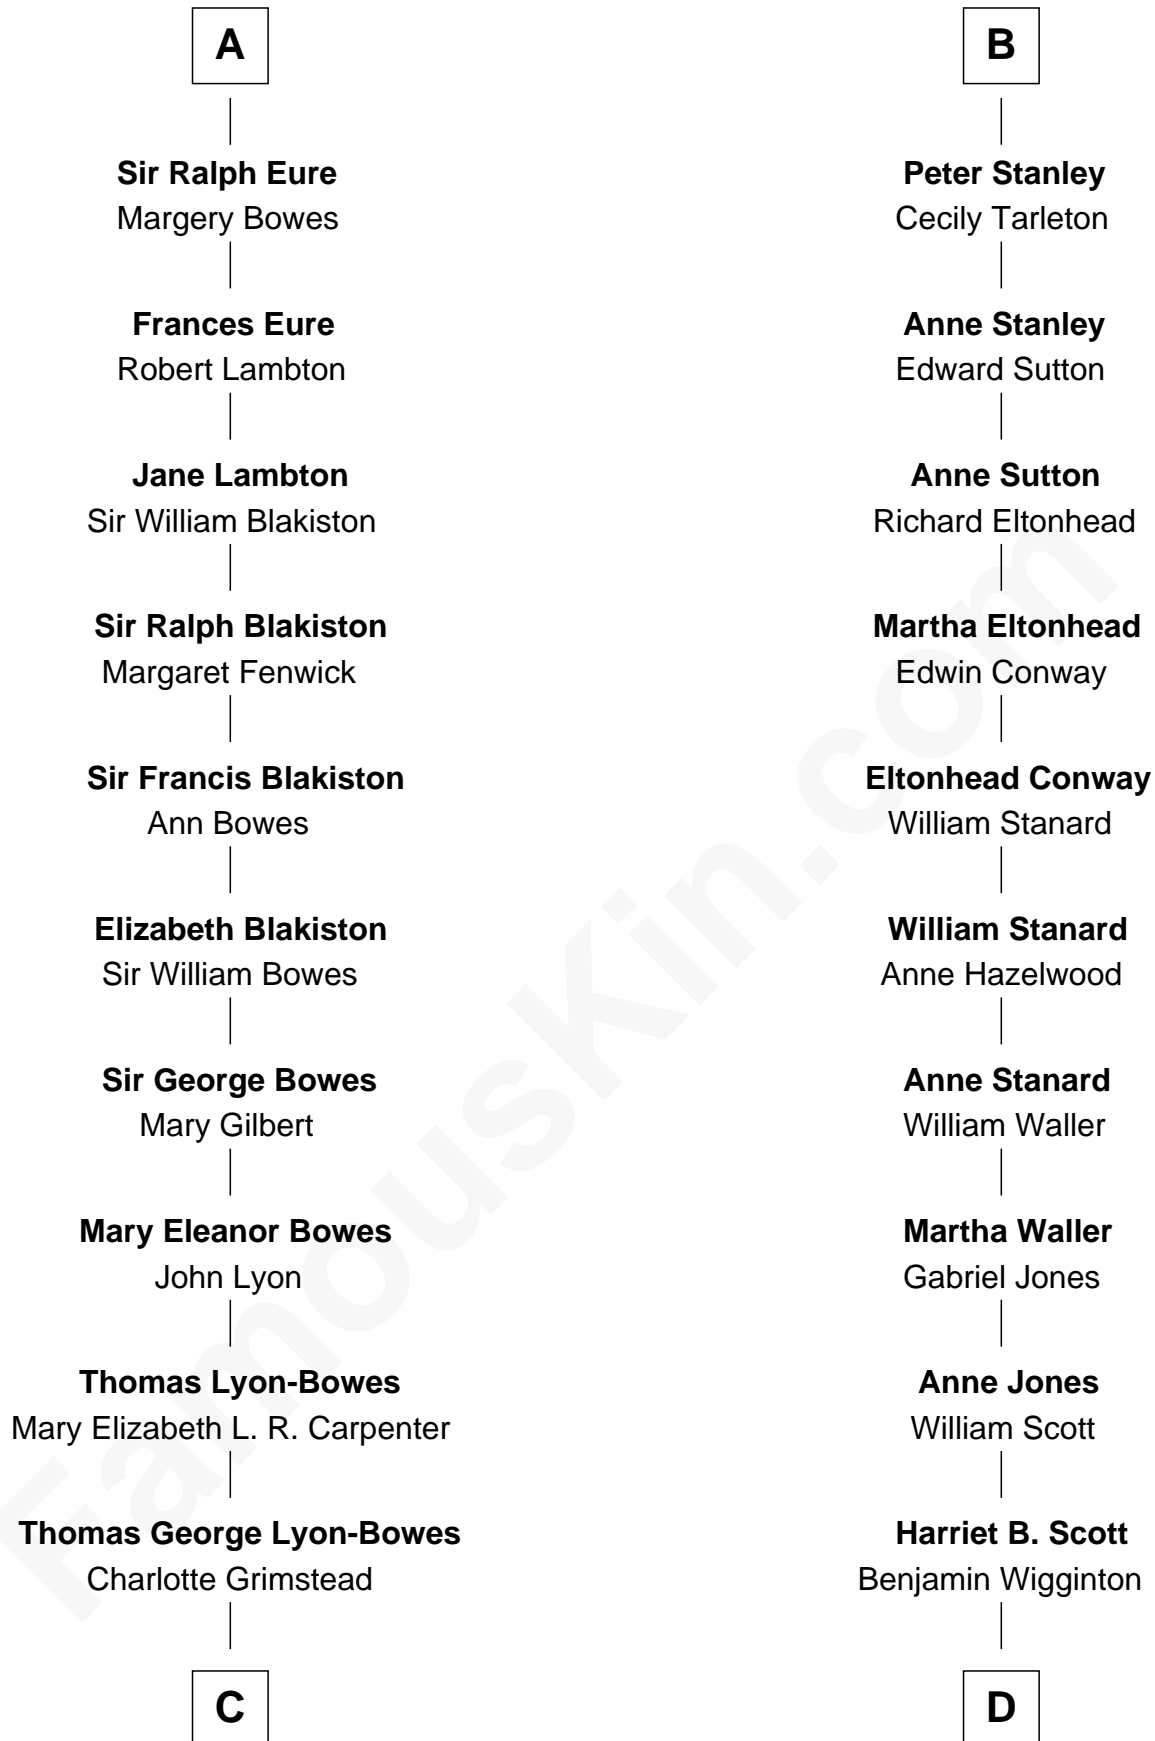 A
Sir Ralph Eure
Margery Bowes
Frances Eure
Robert Lambton
Jane Lambton
Sir William Blakiston
Sir Ralph Blakiston
Margaret Fenwick
Sir Francis Blakiston
Ann Bowes
Elizabeth Blakiston
Sir William Bowes
Sir George Bowes
Mary Gilbert
Mary Eleanor Bowes
John Lyon
Thomas Lyon-Bowes
Mary Elizabeth L. R. Carpenter
Thomas George Lyon-Bowes
Charlotte Grimstead
C
B
Peter Stanley
Cecily Tarleton
Anne Stanley
Edward Sutton
Anne Sutton
Richard Eltonhead
Martha Eltonhead
Edwin Conway
Eltonhead Conway
William Stanard
William Stanard
Anne Hazelwood
Anne Stanard
William Waller
Martha Waller
Gabriel Jones
Anne Jones
William Scott
Harriet B. Scott
Benjamin Wigginton
D
FamousKin.com